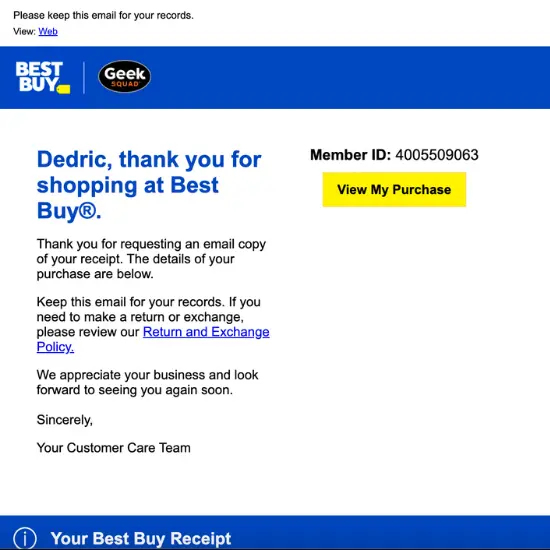 Please keep this email for your records.
View: Web
BEST
BUY
Geek
SQUAD
Dedric, thank you for
shopping at Best
Buy®.
Thank you for requesting an email copy
of your receipt. The details of your
purchase are below.
Keep this email for your records. If you
need to make a return or exchange,
please review our Return and Exchange
Policy.
We appreciate your business and look
forward to seeing you again soon.
Sincerely,
Your Customer Care Team
Member ID: 4005509063
View My Purchase
Your Best Buy Receipt